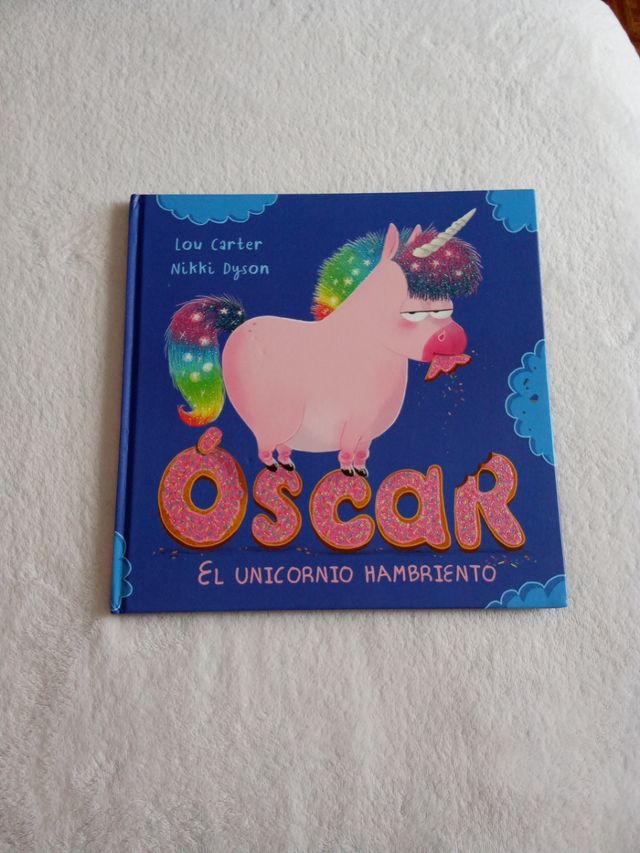 Lou Carter
Nikki Dyson
ÓscaR
EL UNICORNIO HAMBRIENTO